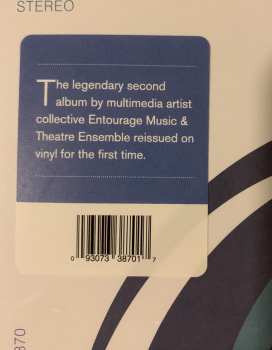 STEREO
The legendary second
album by multimedia artist
collective Entourage Music &
Theatre Ensemble reissued on
vinyl for the first time.
0 93073 38701 7
870